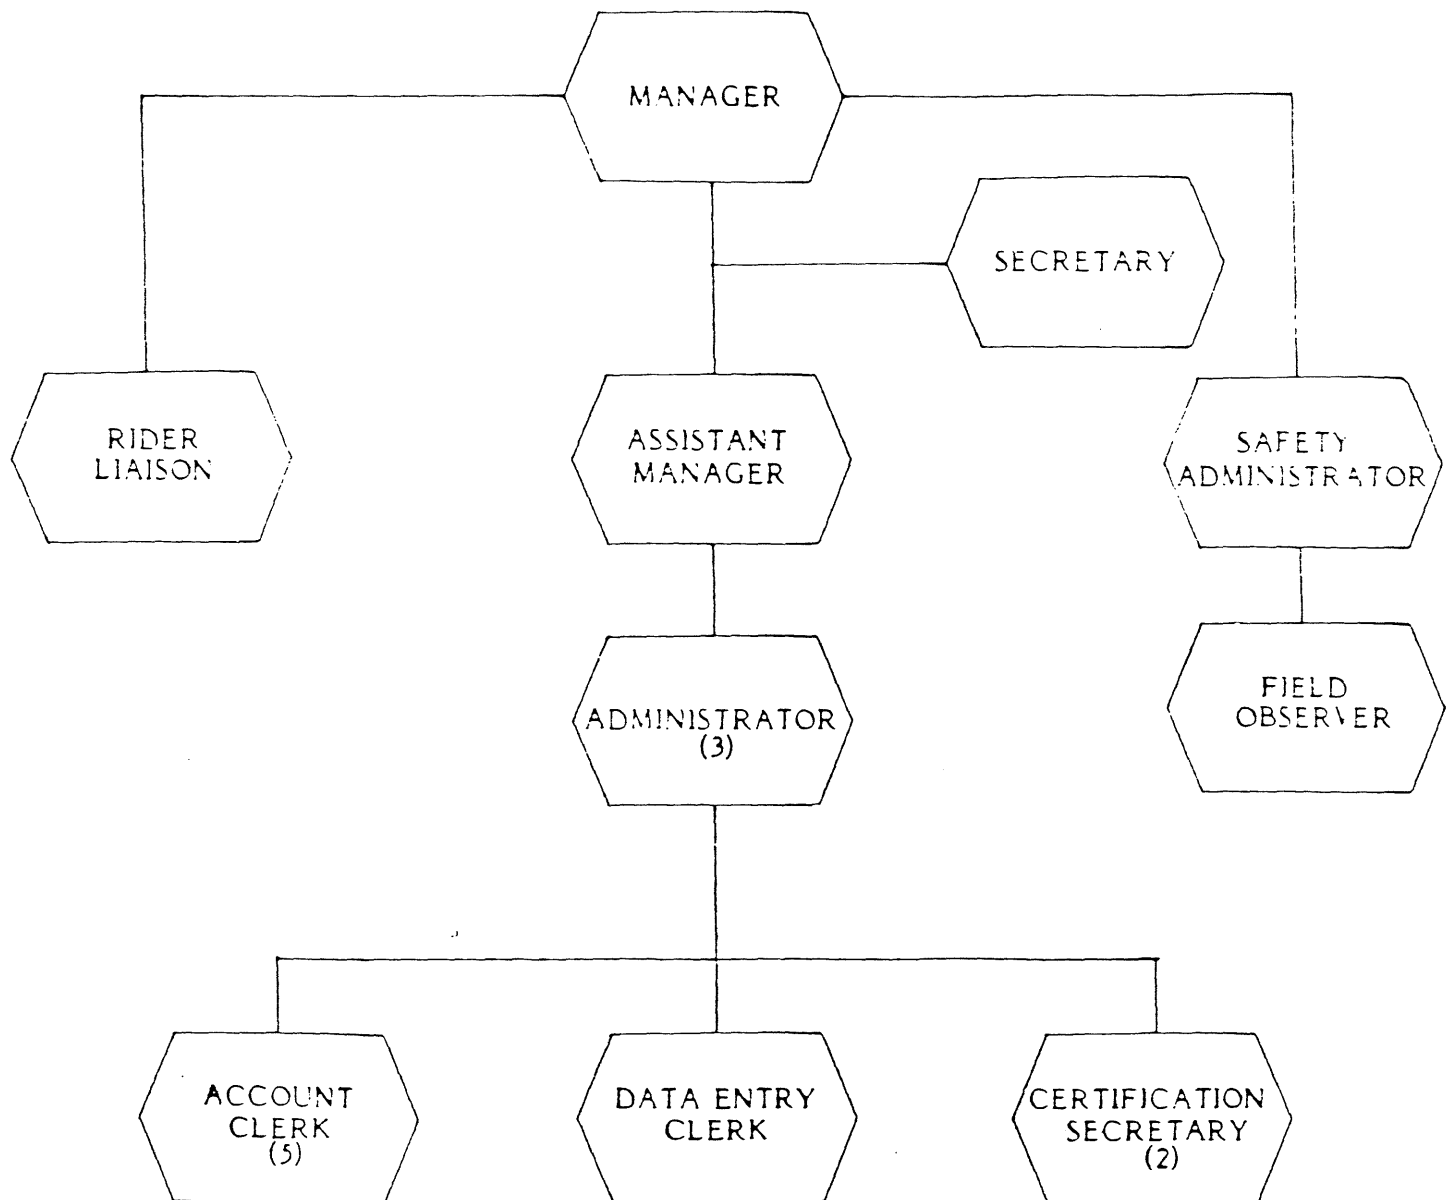 MANAGER
SECRETARY
RIDER
LIAISON
ASSISTANT
MANAGER
SAFETY
ADMINISTRATOR
ADMINISTRATOR
(3)
FIELD
OBSERVER
ACCOUNT
CLERK
(5)
DATA ENTRY
CLERK
CERTIFICATION
SECRETARY
(2)